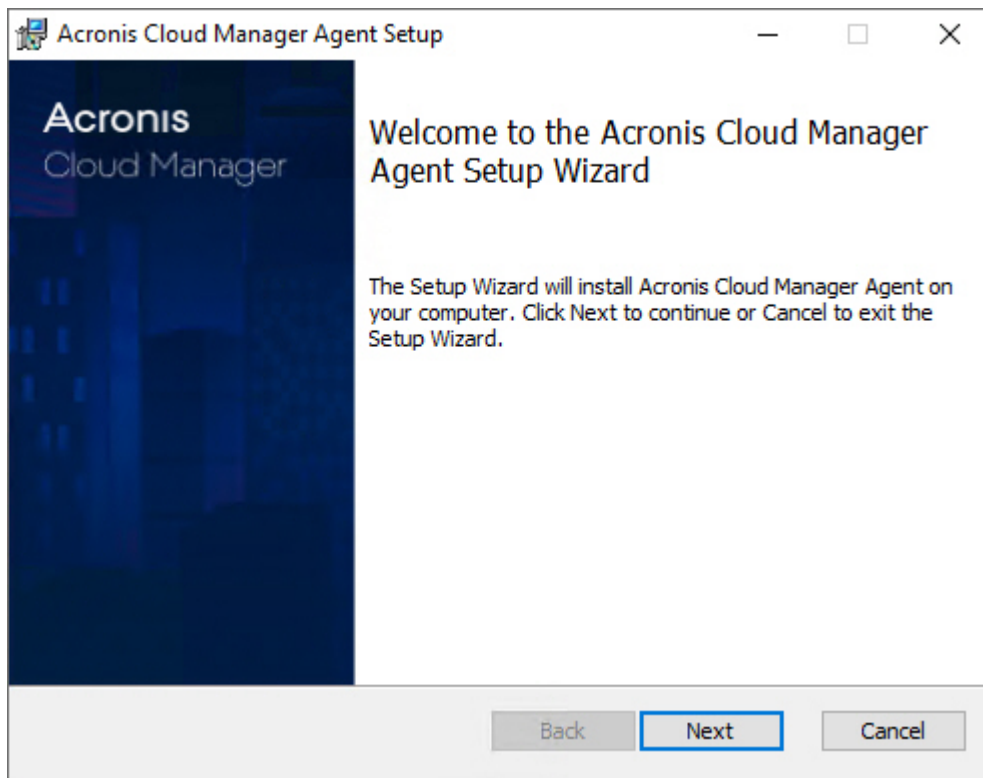 Acronis Cloud Manager Agent Setup
Acronis
Cloud Manager
Welcome to the Acronis Cloud Manager
Agent Setup Wizard
The Setup Wizard will install Acronis Cloud Manager Agent on
your computer. Click Next to continue or Cancel to exit the
Setup Wizard.
Back
Next
Cancel